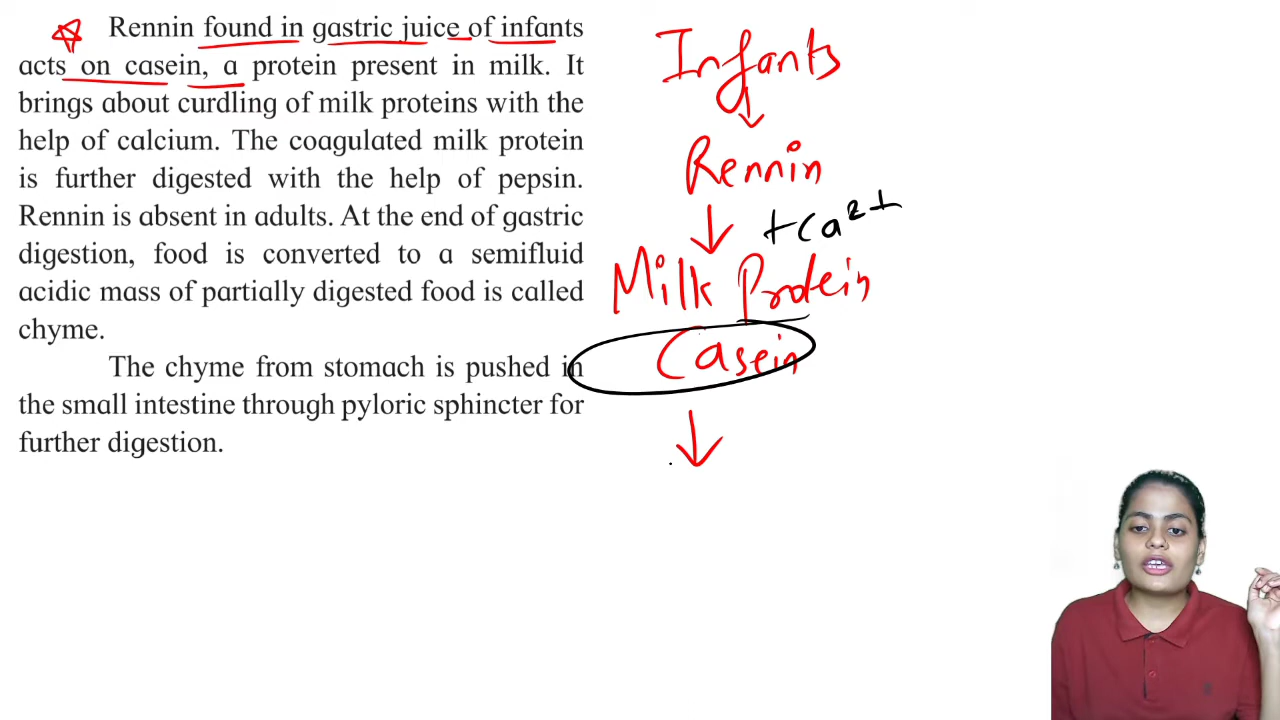 Rennin found in gastric juice of infants
acts on casein, a protein present in milk. It
brings about curdling of milk proteins with the
help of calcium. The coagulated milk protein
is further digested with the help of pepsin.
Rennin is absent in adults. At the end of gastric
digestion, food is converted to a semifluid
acidic mass of partially digested food is called
chyme.
The chyme from stomach is pushed in
the small intestine through pyloric sphincter for
further digestion.
Infants
Rennin
+Ca2+
Milk Protein
Casein